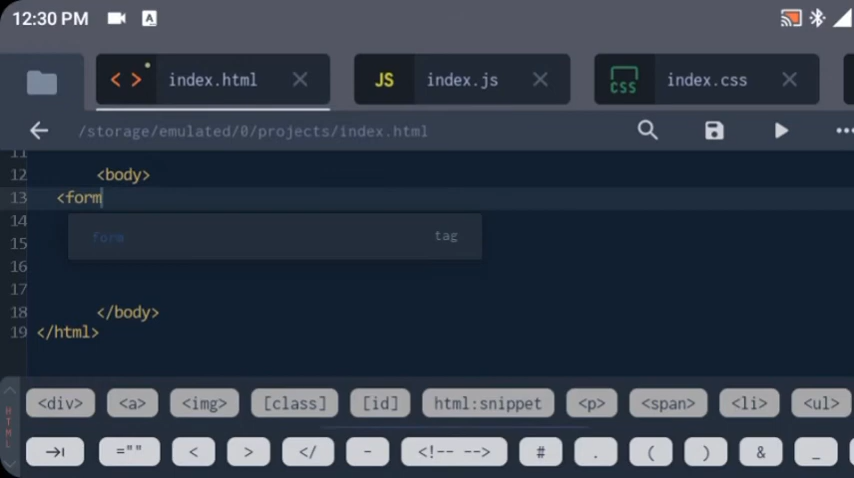 12:30 PM A
< > index.html × JS index.js × CSS index.css ×
/storage/emulated/0/projects/index.html
11
12 <body>
13 <form
14 form tag
15
16
17
18 </body>
19 </html>
HTML
<div> <a> <img> [class] [id] html:snippet <p> <span> <li> <ul>
="" < > </ - <!-- --> # . ( ) & _